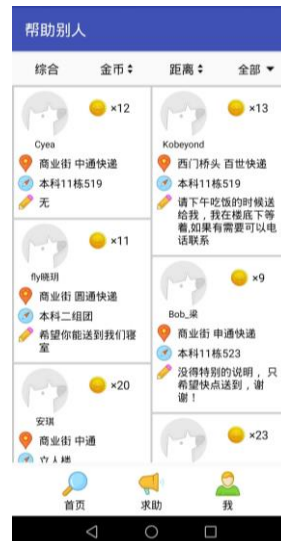 帮助别人
综合 金币 距离 全部
×12
Cyea
商业街 中通快递
本科11栋519
无
×13
Kobeyond
西门桥头 百世快递
本科11栋519
请下午吃饭的时候送
给我，我在楼底下等
着,如果有需要可以电
话联系
×11
fly晓玥
商业街 圆通快递
本科二组团
希望你能送到我们寝
室
×9
Bob_梁
商业街 申通快递
本科11栋523
没得特别的说明，只
希望快点送到，谢
谢！
×20
安琪
商业街 中通
×23
首页 求助 我